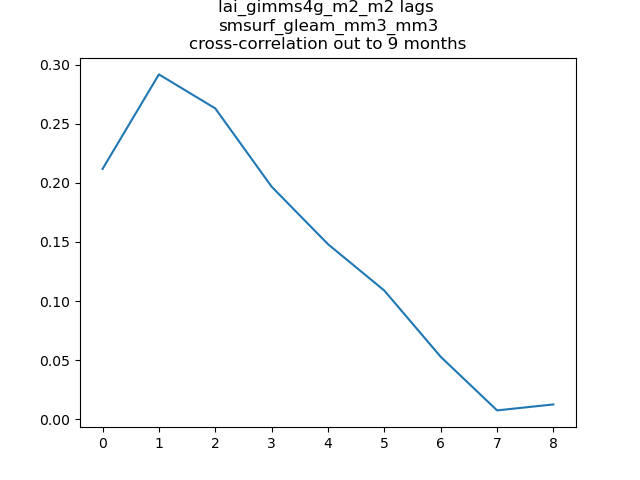 lai_gimms4g_m2_m2 lags
smsurf_gleam_mm3_mm3
cross-correlation out to 9 months
0.30
0.25
0.20
0.15
0.10
0.05
0.00
0 1 2 3 4 5 6 7 8